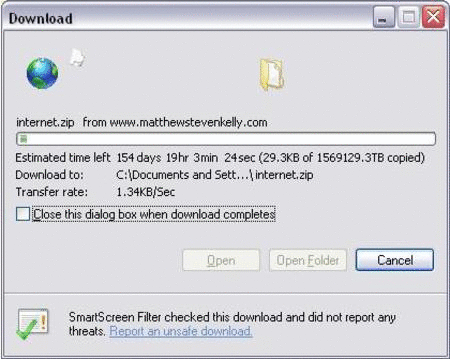 Download
internet.zip from www.matthewstevenkelly.com
Estimated time left 154 days 19hr 3min 24sec (29.3KB of 1569129.3TB copied)
Download to: C:\Documents and Sett...\internet.zip
Transfer rate: 1.34KB/Sec
Close this dialog box when download completes
Open Open Folder Cancel
SmartScreen Filter checked this download and did not report any
threats. Report an unsafe download.